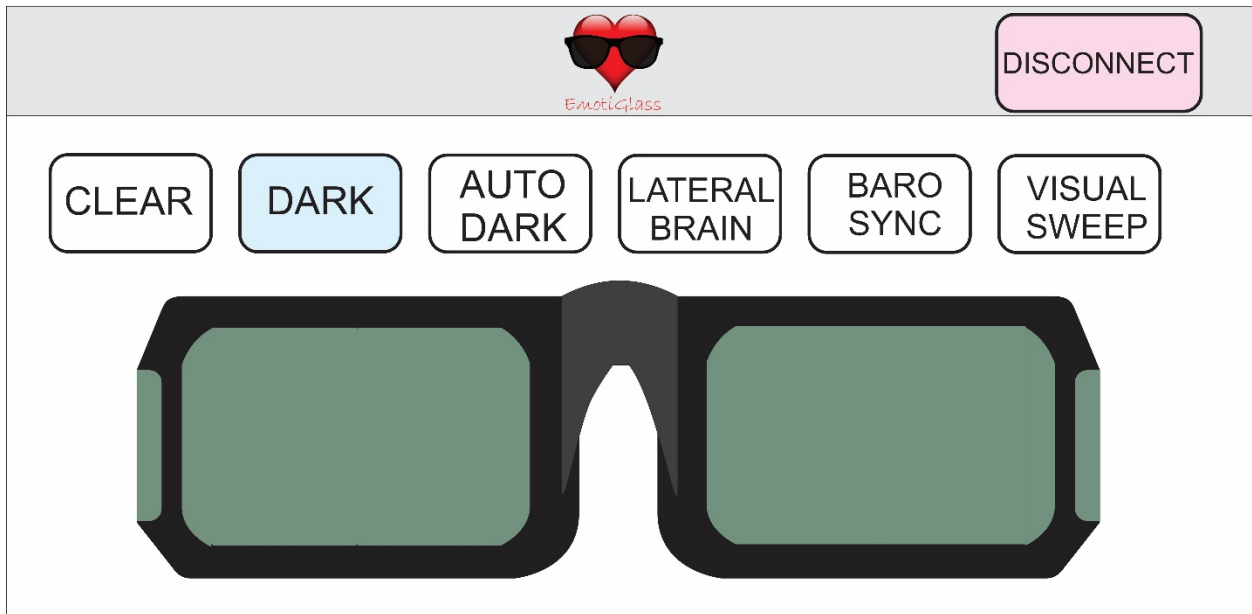 EmotiGlass
DISCONNECT
CLEAR
DARK
AUTO
DARK
LATERAL
BRAIN
BARO
SYNC
VISUAL
SWEEP